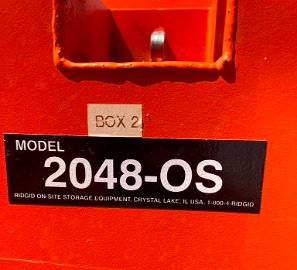 BOX 2
MODEL
2048-OS
RIDGID ON-SITE STORAGE EQUIPMENT, CRYSTAL LAKE, IL USA, 1-800-4-RIDGID